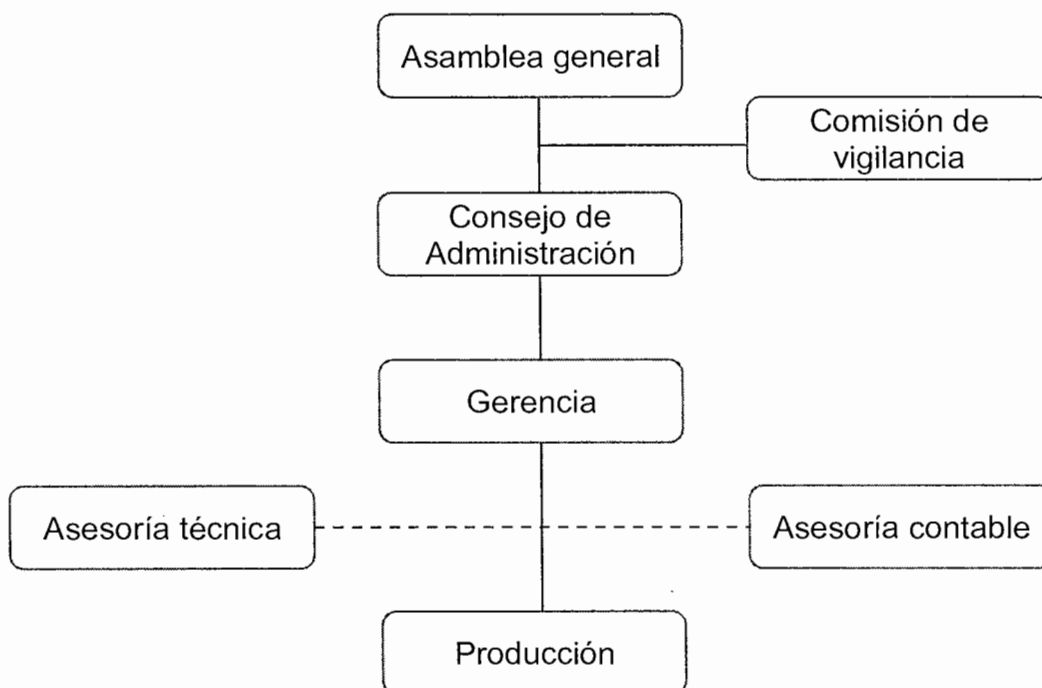 Asamblea general
Comisión de
vigilancia
Consejo de
Administración
Gerencia
Asesoría técnica
Asesoría contable
Producción